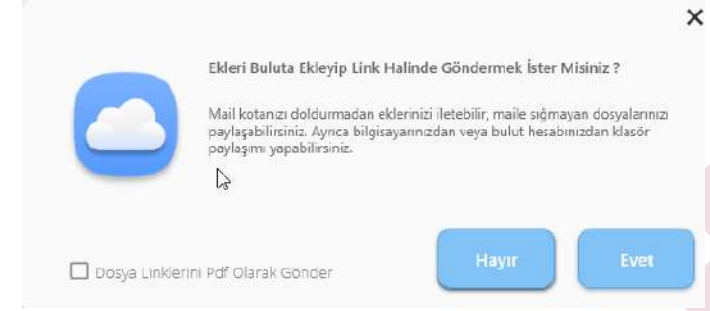 Ekleri Buluta Ekleyip Link Halinde Göndermek İster Misiniz ?
Mail kotanızı doldurmadan eklerinizi iletebilir, maile sığmayan dosyalarınızı
paylaşabilirsiniz. Ayrıca bilgisayarınızdan veya bulut hesabınızdan klasör
paylaşımı yapabilirsiniz.
Dosya Linklerini Pdf Olarak Gönder
Hayır
Evet